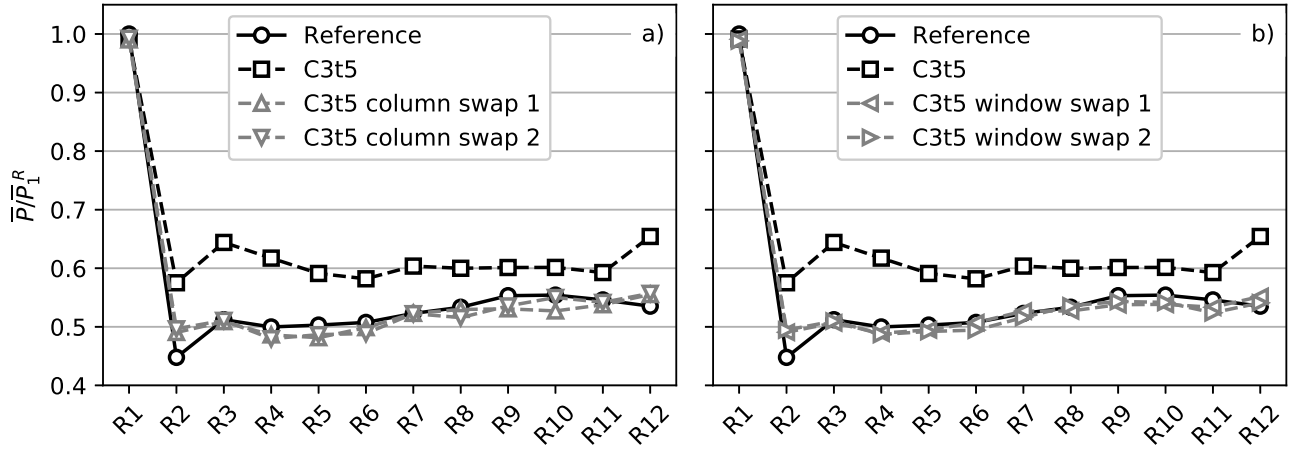 a)
Reference
C3t5
C3t5 column swap 1
C3t5 column swap 2
1.0
0.9
0.8
0.7
0.6
0.5
0.4
P̅/P̅₁ᴿ
R1 R2 R3 R4 R5 R6 R7 R8 R9 R10 R11 R12
b)
Reference
C3t5
C3t5 window swap 1
C3t5 window swap 2
R1 R2 R3 R4 R5 R6 R7 R8 R9 R10 R11 R12